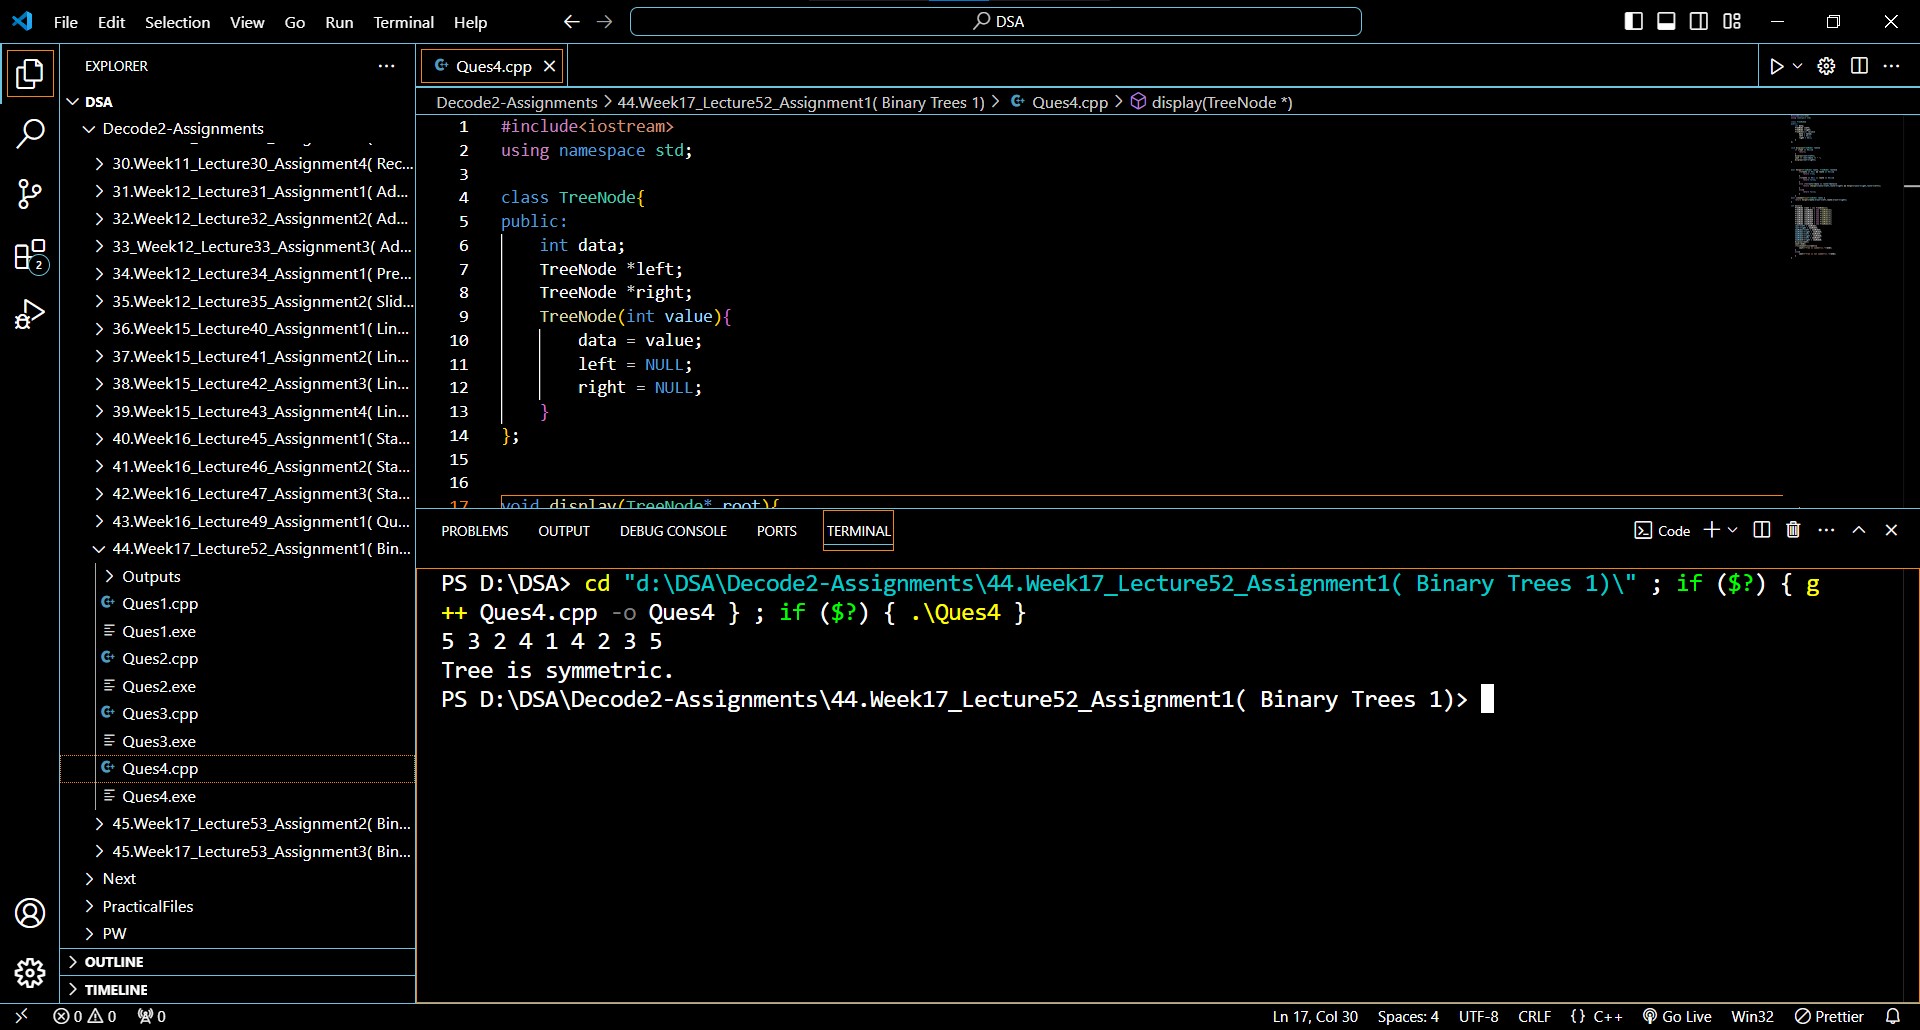 File Edit Selection View Go Run Terminal Help
DSA
EXPLORER
DSA
Decode2-Assignments
30.Week11_Lecture30_Assignment4( Rec...
31.Week12_Lecture31_Assignment1( Ad...
32.Week12_Lecture32_Assignment2( Ad...
33_Week12_Lecture33_Assignment3( Ad...
34.Week12_Lecture34_Assignment1( Pre...
35.Week12_Lecture35_Assignment2( Slid...
36.Week15_Lecture40_Assignment1( Lin...
37.Week15_Lecture41_Assignment2( Lin...
38.Week15_Lecture42_Assignment3( Lin...
39.Week15_Lecture43_Assignment4( Lin...
40.Week16_Lecture45_Assignment1( Sta...
41.Week16_Lecture46_Assignment2( Sta...
42.Week16_Lecture47_Assignment3( Sta...
43.Week16_Lecture49_Assignment1( Qu...
44.Week17_Lecture52_Assignment1( Bin...
Outputs
Ques1.cpp
Ques1.exe
Ques2.cpp
Ques2.exe
Ques3.cpp
Ques3.exe
Ques4.cpp
Ques4.exe
45.Week17_Lecture53_Assignment2( Bin...
45.Week17_Lecture53_Assignment3( Bin...
Next
PracticalFiles
PW
OUTLINE
TIMELINE
2
Ques4.cpp
Decode2-Assignments > 44.Week17_Lecture52_Assignment1( Binary Trees 1) > Ques4.cpp > display(TreeNode *)
1 #include<iostream>
2 using namespace std;
3
4 class TreeNode{
5 public:
6 int data;
7 TreeNode *left;
8 TreeNode *right;
9 TreeNode(int value){
10 data = value;
11 left = NULL;
12 right = NULL;
13 }
14 };
15
16
17 void display(TreeNode* root){
PROBLEMS OUTPUT DEBUG CONSOLE PORTS TERMINAL
Code
PS D:\DSA> cd "d:\DSA\Decode2-Assignments\44.Week17_Lecture52_Assignment1( Binary Trees 1)\" ; if ($?) { g
++ Ques4.cpp -o Ques4 } ; if ($?) { .\Ques4 }
5 3 2 4 1 4 2 3 5
Tree is symmetric.
PS D:\DSA\Decode2-Assignments\44.Week17_Lecture52_Assignment1( Binary Trees 1)>
0 0 0
Ln 17, Col 30 Spaces: 4 UTF-8 CRLF {} C++ Go Live Win32 Prettier